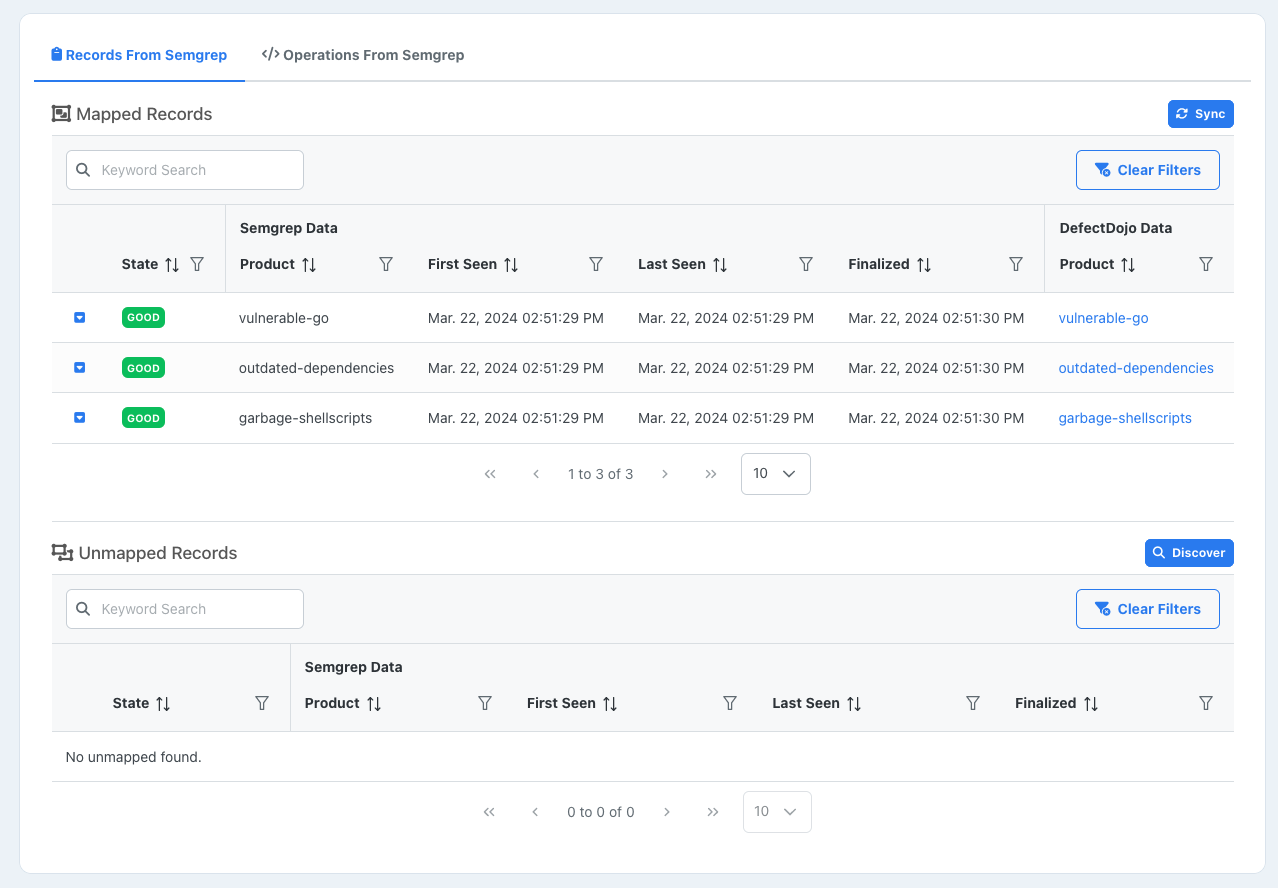 Records From Semgrep Operations From Semgrep
Mapped Records Sync
Keyword Search Clear Filters
Semgrep Data DefectDojo Data
State Product First Seen Last Seen Finalized Product
GOOD vulnerable-go Mar. 22, 2024 02:51:29 PM Mar. 22, 2024 02:51:29 PM Mar. 22, 2024 02:51:30 PM vulnerable-go
GOOD outdated-dependencies Mar. 22, 2024 02:51:29 PM Mar. 22, 2024 02:51:29 PM Mar. 22, 2024 02:51:30 PM outdated-dependencies
GOOD garbage-shellscripts Mar. 22, 2024 02:51:29 PM Mar. 22, 2024 02:51:29 PM Mar. 22, 2024 02:51:30 PM garbage-shellscripts
1 to 3 of 3 10
Unmapped Records Discover
Keyword Search Clear Filters
Semgrep Data
State Product First Seen Last Seen Finalized
No unmapped found.
0 to 0 of 0 10